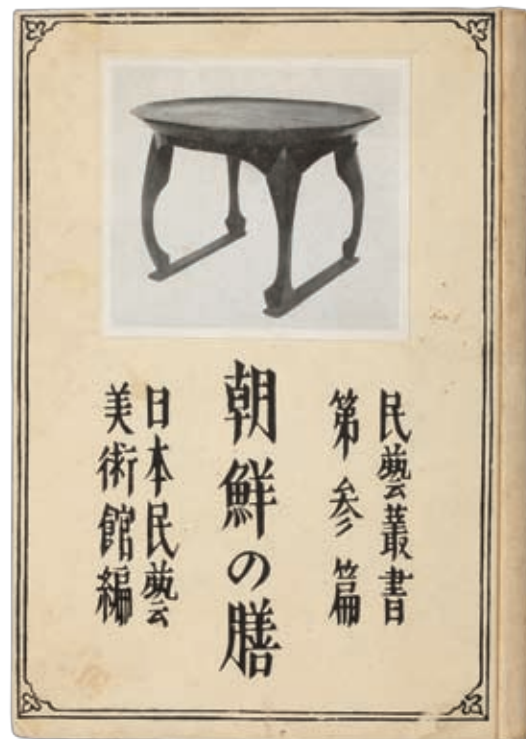 民藝叢書
第参篇
朝鮮の膳
日本民藝
美術館編